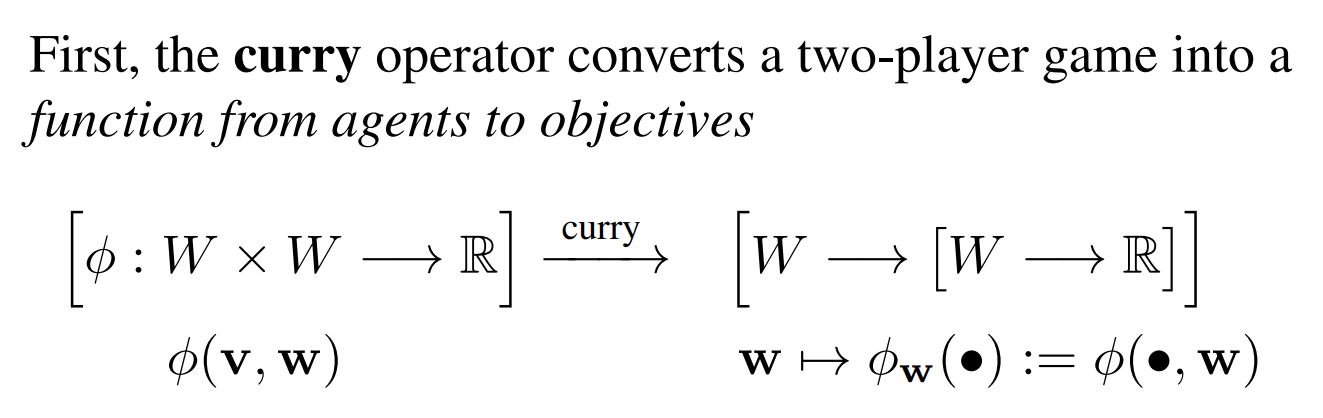 First, the curry operator converts a two-player game into a
function from agents to objectives
[ϕ : W × W ⟶ ℝ] curry⟶ [W ⟶ [W ⟶ ℝ]]
ϕ(v, w) w ↦ ϕ_w(•) := ϕ(•, w)